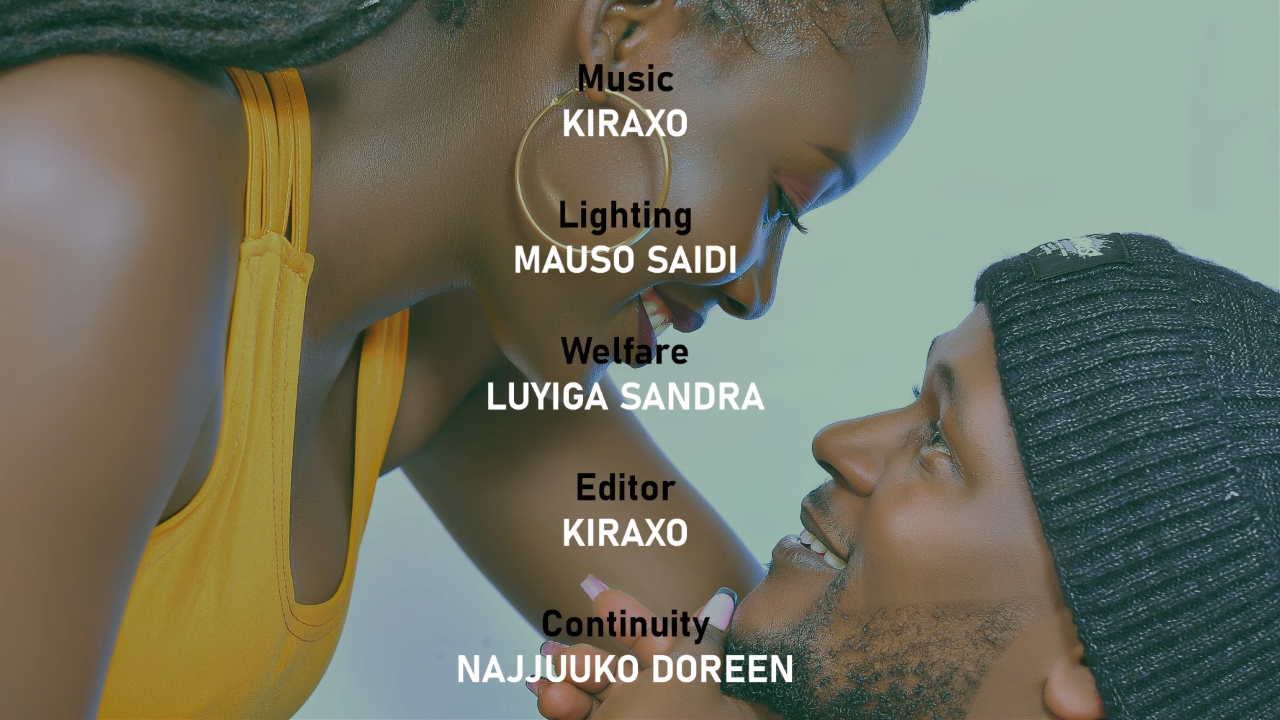 Music
KIRAXO
Lighting
MAUSO SAIDI
Welfare
LUYIGA SANDRA
Editor
KIRAXO
Continuity
NAJJUUKO DOREEN